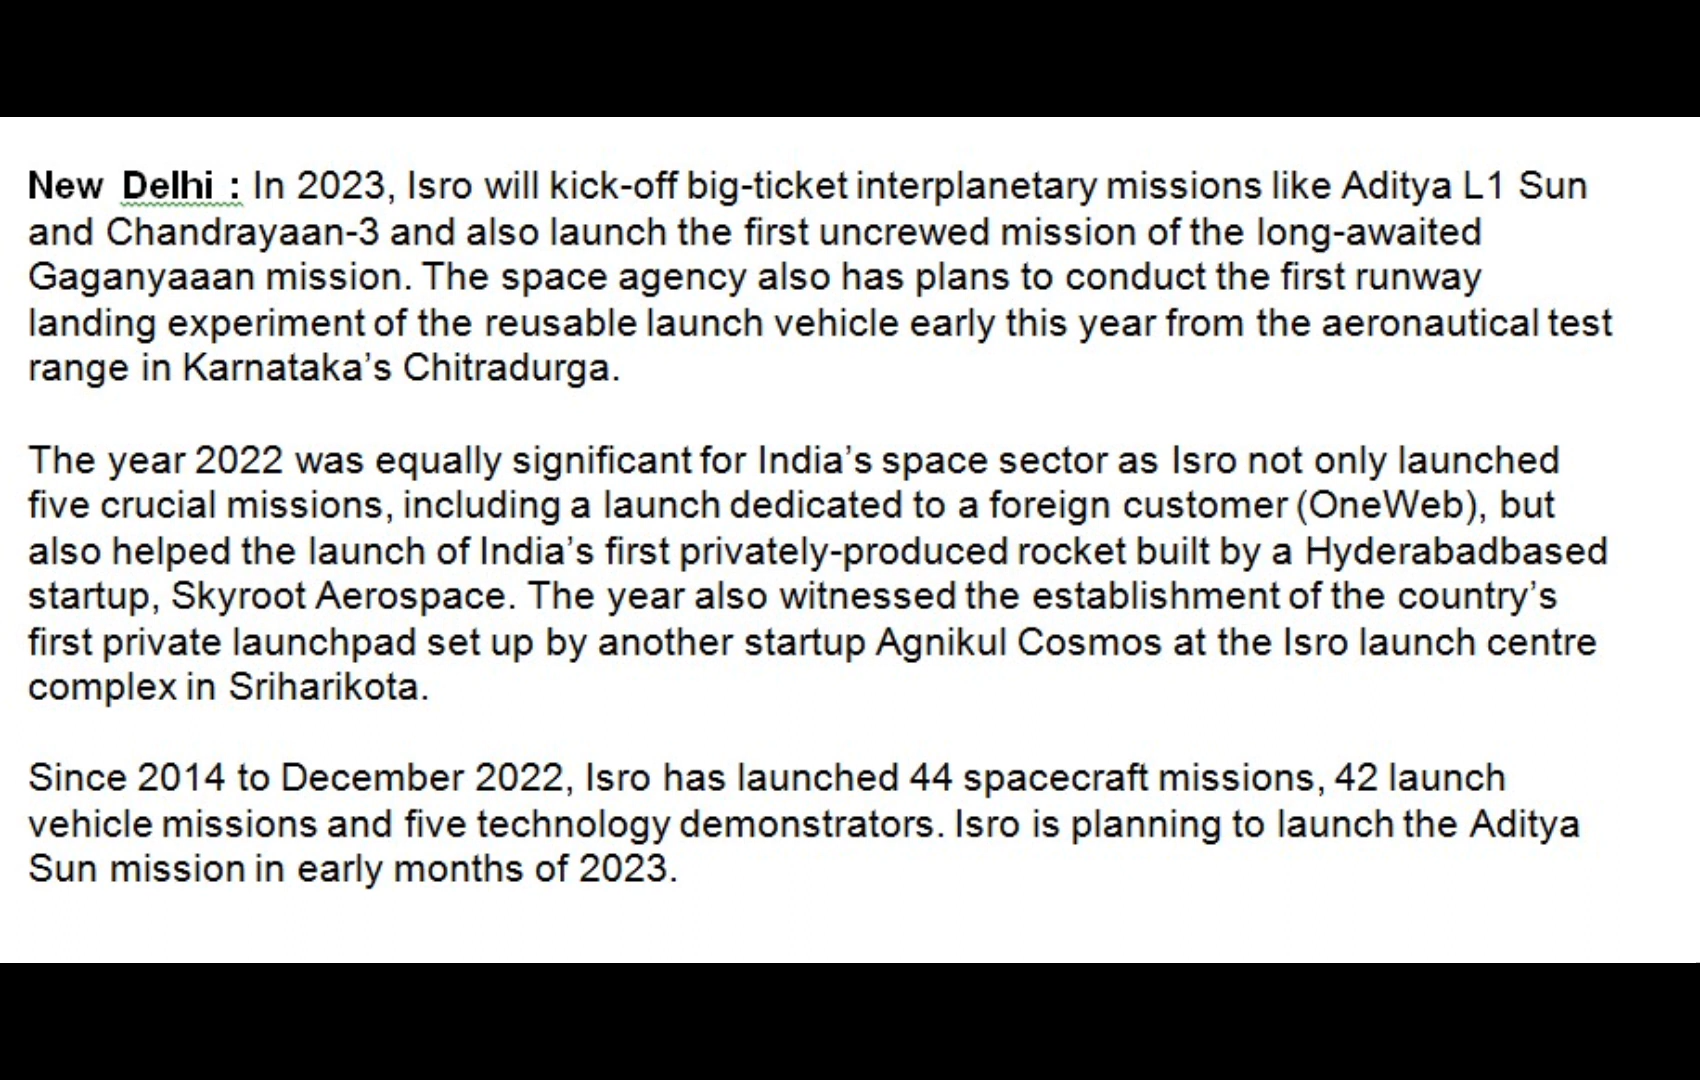 New Delhi : In 2023, Isro will kick-off big-ticket interplanetary missions like Aditya L1 Sun
and Chandrayaan-3 and also launch the first uncrewed mission of the long-awaited
Gaganyaaan mission. The space agency also has plans to conduct the first runway
landing experiment of the reusable launch vehicle early this year from the aeronautical test
range in Karnataka’s Chitradurga.
The year 2022 was equally significant for India’s space sector as Isro not only launched
five crucial missions, including a launch dedicated to a foreign customer (OneWeb), but
also helped the launch of India’s first privately-produced rocket built by a Hyderabadbased
startup, Skyroot Aerospace. The year also witnessed the establishment of the country’s
first private launchpad set up by another startup Agnikul Cosmos at the Isro launch centre
complex in Sriharikota.
Since 2014 to December 2022, Isro has launched 44 spacecraft missions, 42 launch
vehicle missions and five technology demonstrators. Isro is planning to launch the Aditya
Sun mission in early months of 2023.